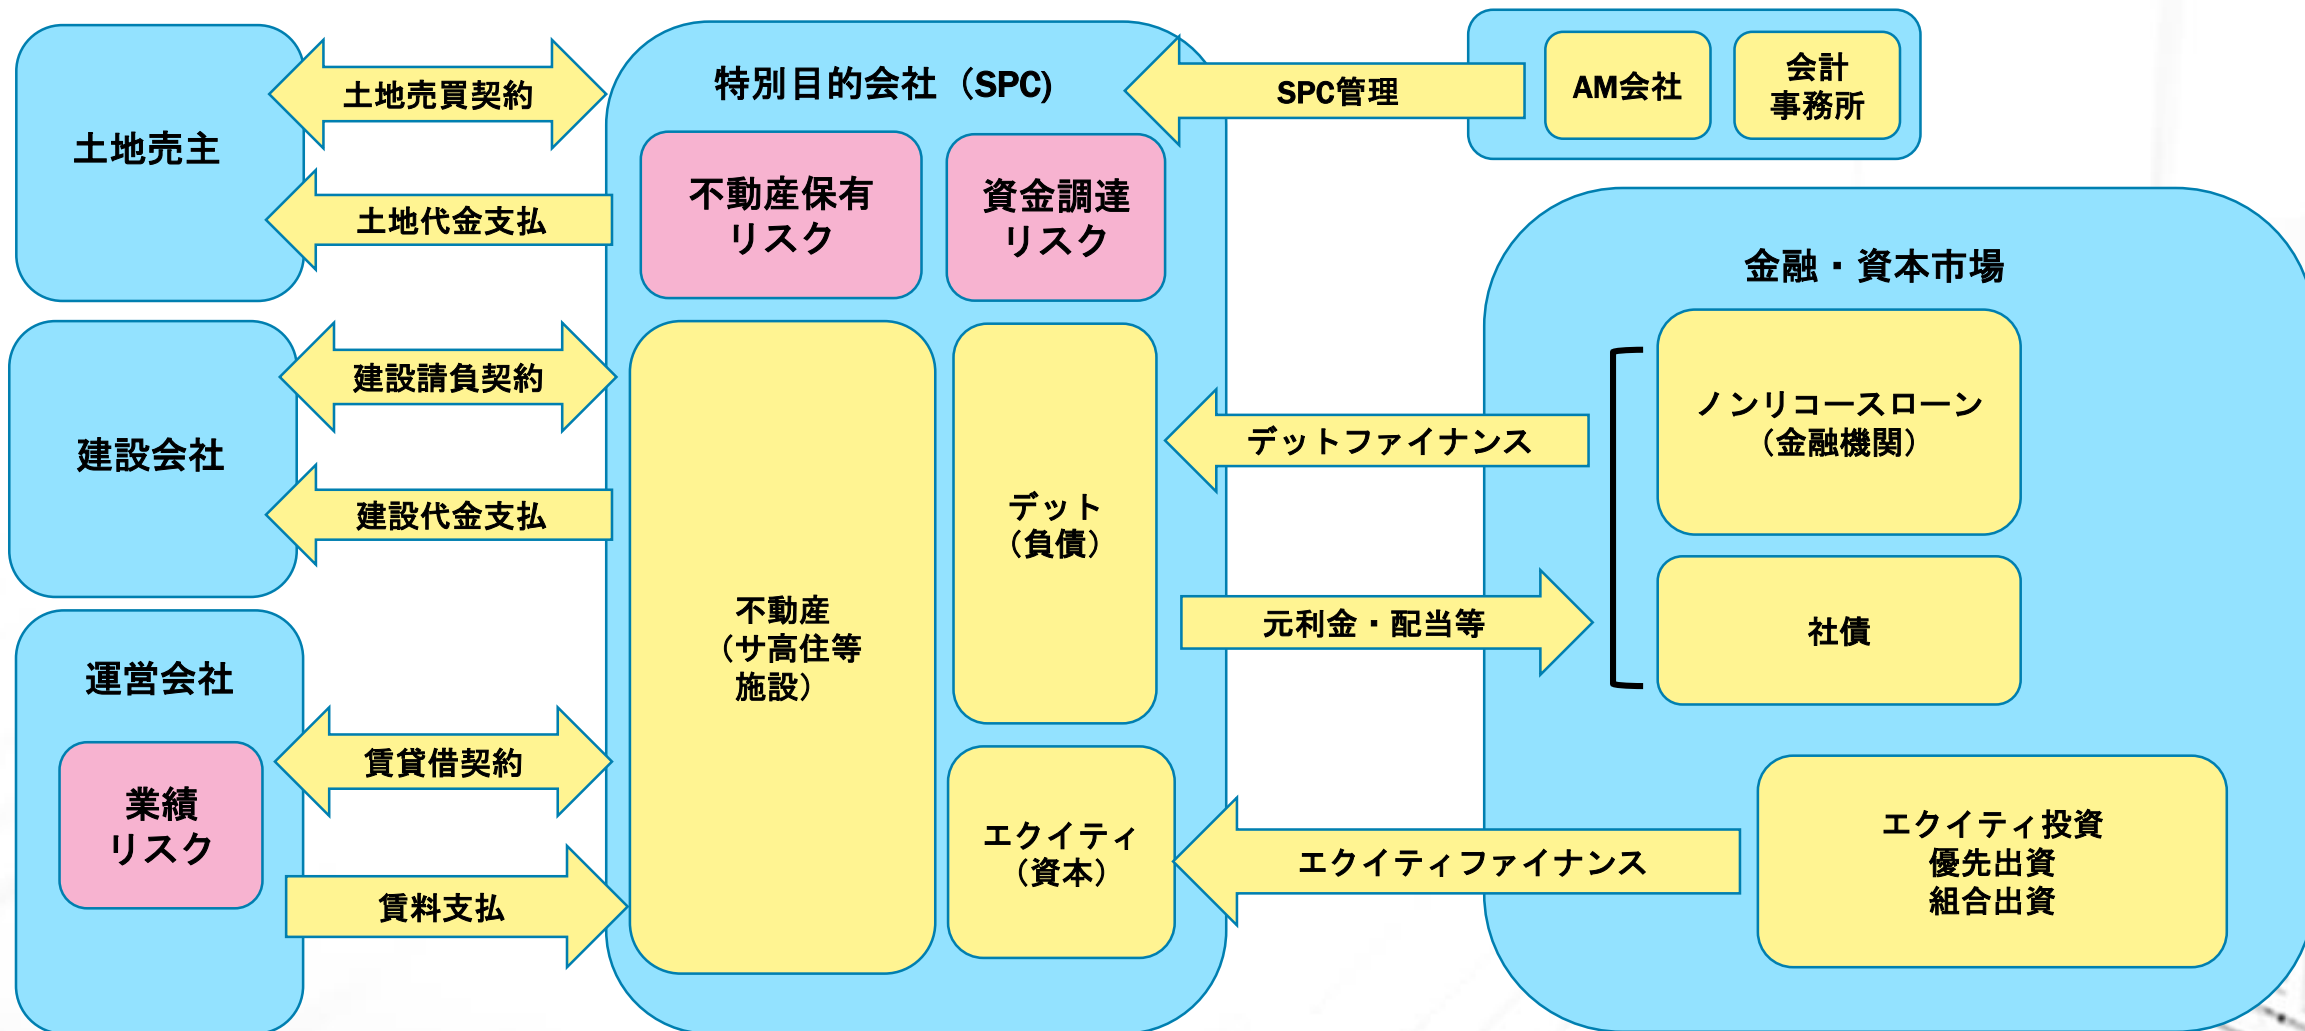 土地売主
土地売買契約
土地代金支払
建設会社
建設請負契約
建設代金支払
運営会社
業績
リスク
賃貸借契約
賃料支払
特別目的会社（SPC)
不動産保有
リスク
資金調達
リスク
不動産
（サ高住等
施設）
デット
（負債）
エクイティ
（資本）
SPC管理
AM会社
会計
事務所
金融・資本市場
デットファイナンス
元利金・配当等
エクイティファイナンス
ノンリコースローン
（金融機関）
社債
エクイティ投資
優先出資
組合出資